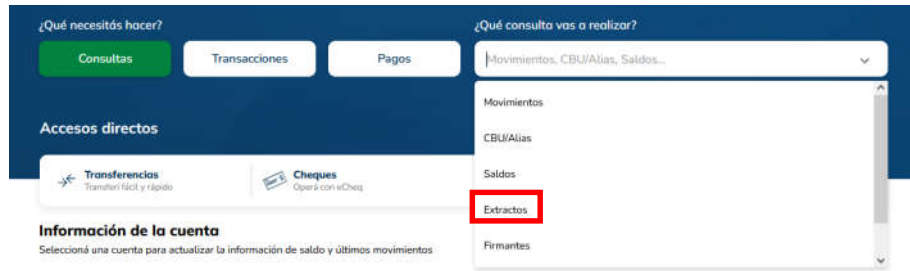 ¿Qué necesitás hacer?
¿Qué consulta vas a realizar?
Consultas
Transacciones
Pagos
Movimientos, CBU/Alias, Saldos...
Movimientos
Accesos directos
CBU/Alias
Transferencias
Transferí fácil y rápido
Cheques
Operá con eCheq
Saldos
Extractos
Información de la cuenta
Seleccioná una cuenta para actualizar la información de saldo y últimos movimientos
Firmantes